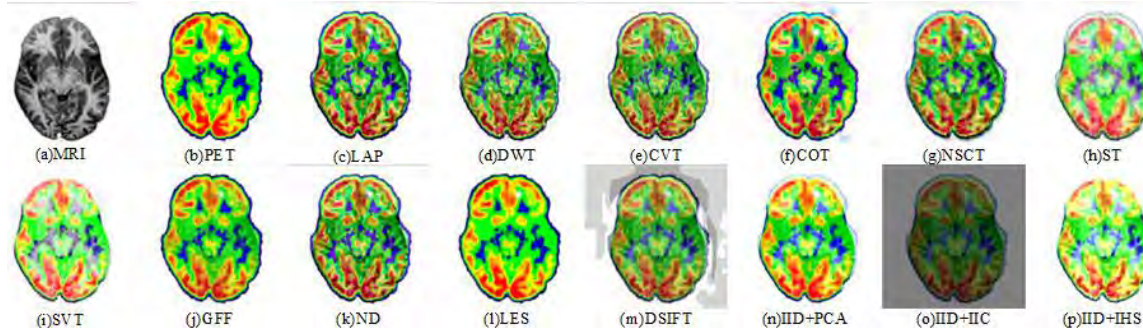 (a)MRI (b)PET (c)LAP (d)DWT (e)CVT (f)COT (g)NSCT (h)ST
(i)SVT (j)GFF (k)ND (l)LES (m)DSIFT (n)IID+PCA (o)IID+IIC (p)IID+IHS